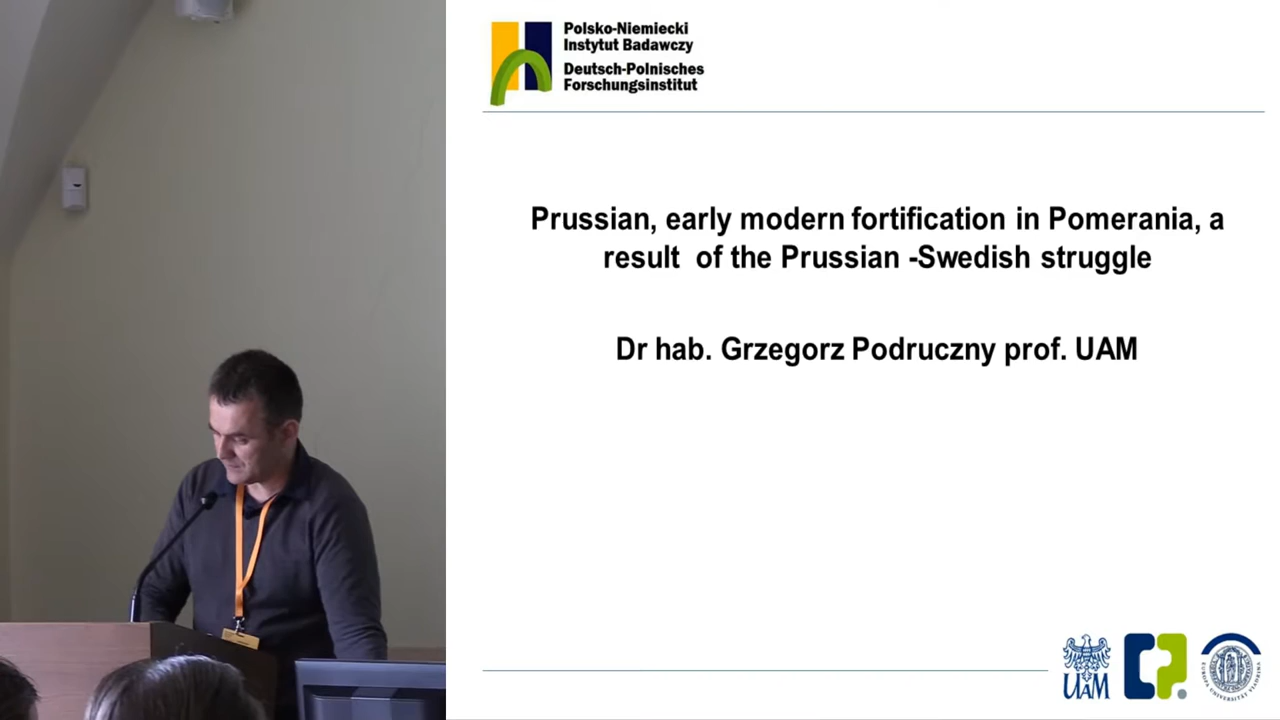 Polsko-Niemiecki
Instytut Badawczy
Deutsch-Polnisches
Forschungsinstitut
Prussian, early modern fortification in Pomerania, a
result of the Prussian -Swedish struggle
Dr hab. Grzegorz Podruczny prof. UAM
UAM